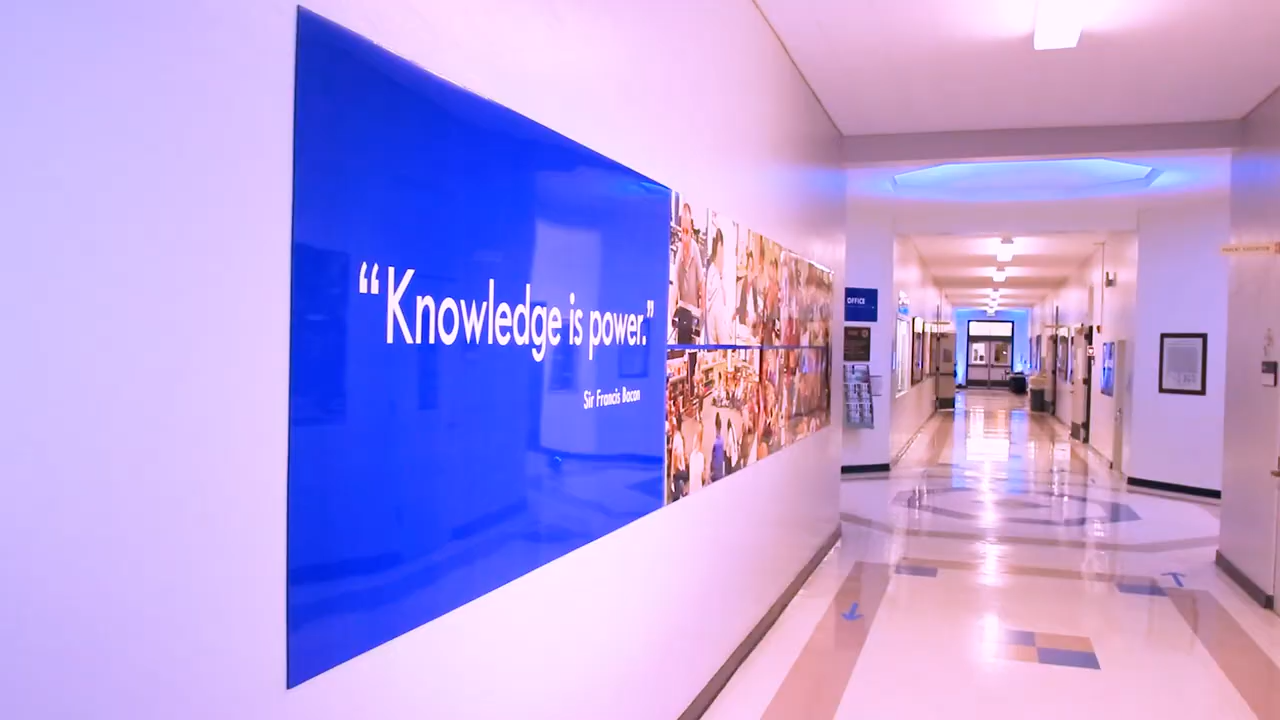 “Knowledge is power.”
Sir Francis Bacon
OFFICE